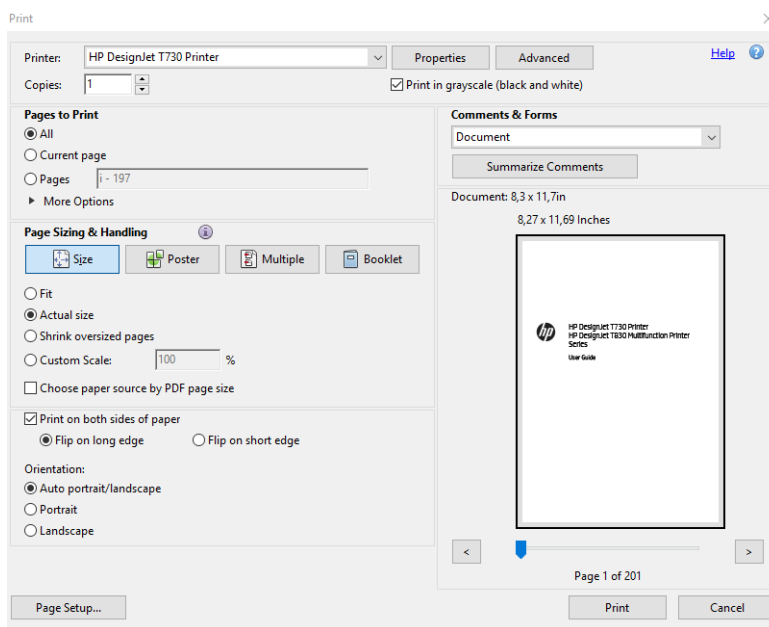 Print
Printer: HP DesignJet T730 Printer Properties Advanced Help ?
Copies: 1 Print in grayscale (black and white)
Pages to Print
All
Current page
Pages i - 197
More Options
Page Sizing & Handling i
Size Poster Multiple Booklet
Fit
Actual size
Shrink oversized pages
Custom Scale: 100 %
Choose paper source by PDF page size
Print on both sides of paper
Flip on long edge Flip on short edge
Orientation:
Auto portrait/landscape
Portrait
Landscape
Comments & Forms
Document
Summarize Comments
Document: 8,3 x 11,7in
8,27 x 11,69 Inches
hp
HP DesignJet T730 Printer
HP DesignJet T830 Multifunction Printer
Series
User Guide
< >
Page 1 of 201
Page Setup... Print Cancel